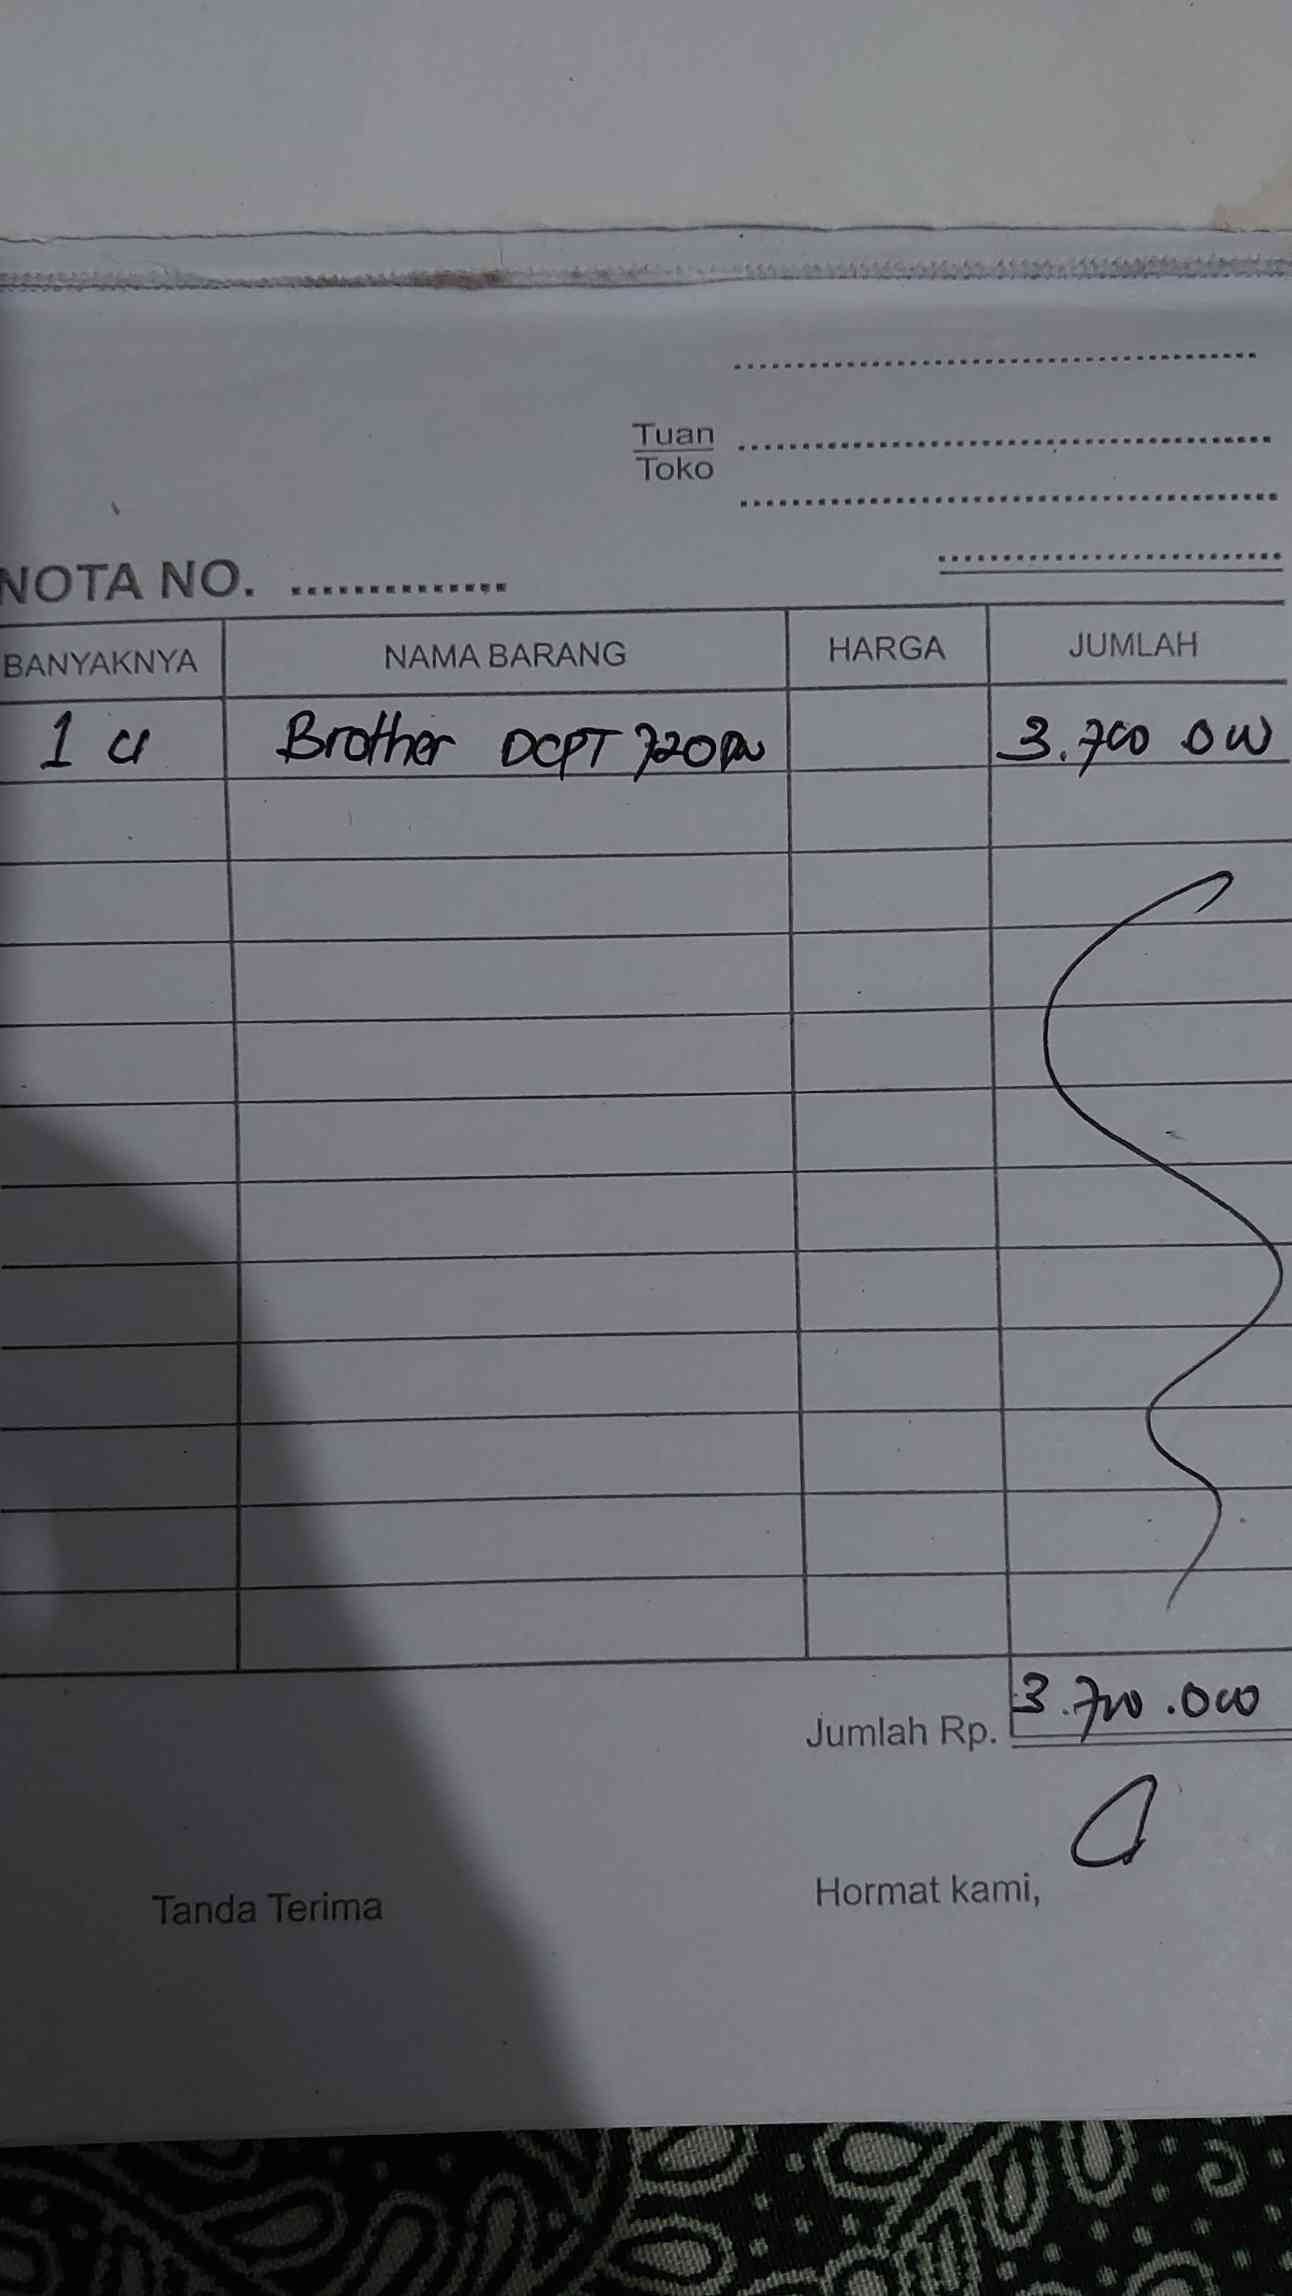 Tuan
Toko
NOTA NO.
BANYAKNYA NAMA BARANG HARGA JUMLAH
1 Brother DCPT 720DW 3.700 000
Jumlah Rp. 3.700.000
Tanda Terima Hormat kami,